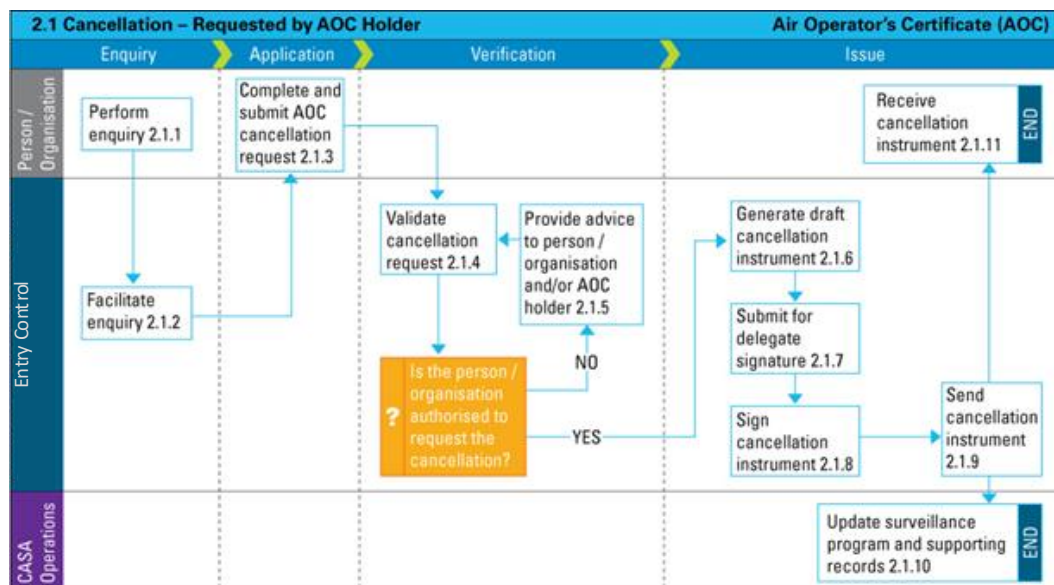 2.1 Cancellation – Requested by AOC Holder
Air Operator's Certificate (AOC)
Enquiry
Application
Verification
Issue
Person /
Organisation
Perform
enquiry 2.1.1
Complete and
submit AOC
cancellation
request 2.1.3
Receive
cancellation
instrument 2.1.11
END
Entry Control
Facilitate
enquiry 2.1.2
Validate
cancellation
request 2.1.4
Provide advice
to person /
organisation
and/or AOC
holder 2.1.5
?
Is the person /
organisation
authorised to
request the
cancellation?
NO
YES
Generate draft
cancellation
instrument 2.1.6
Submit for
delegate
signature 2.1.7
Sign
cancellation
instrument 2.1.8
Send
cancellation
instrument
2.1.9
CASA
Operations
Update surveillance
program and supporting
records 2.1.10
END